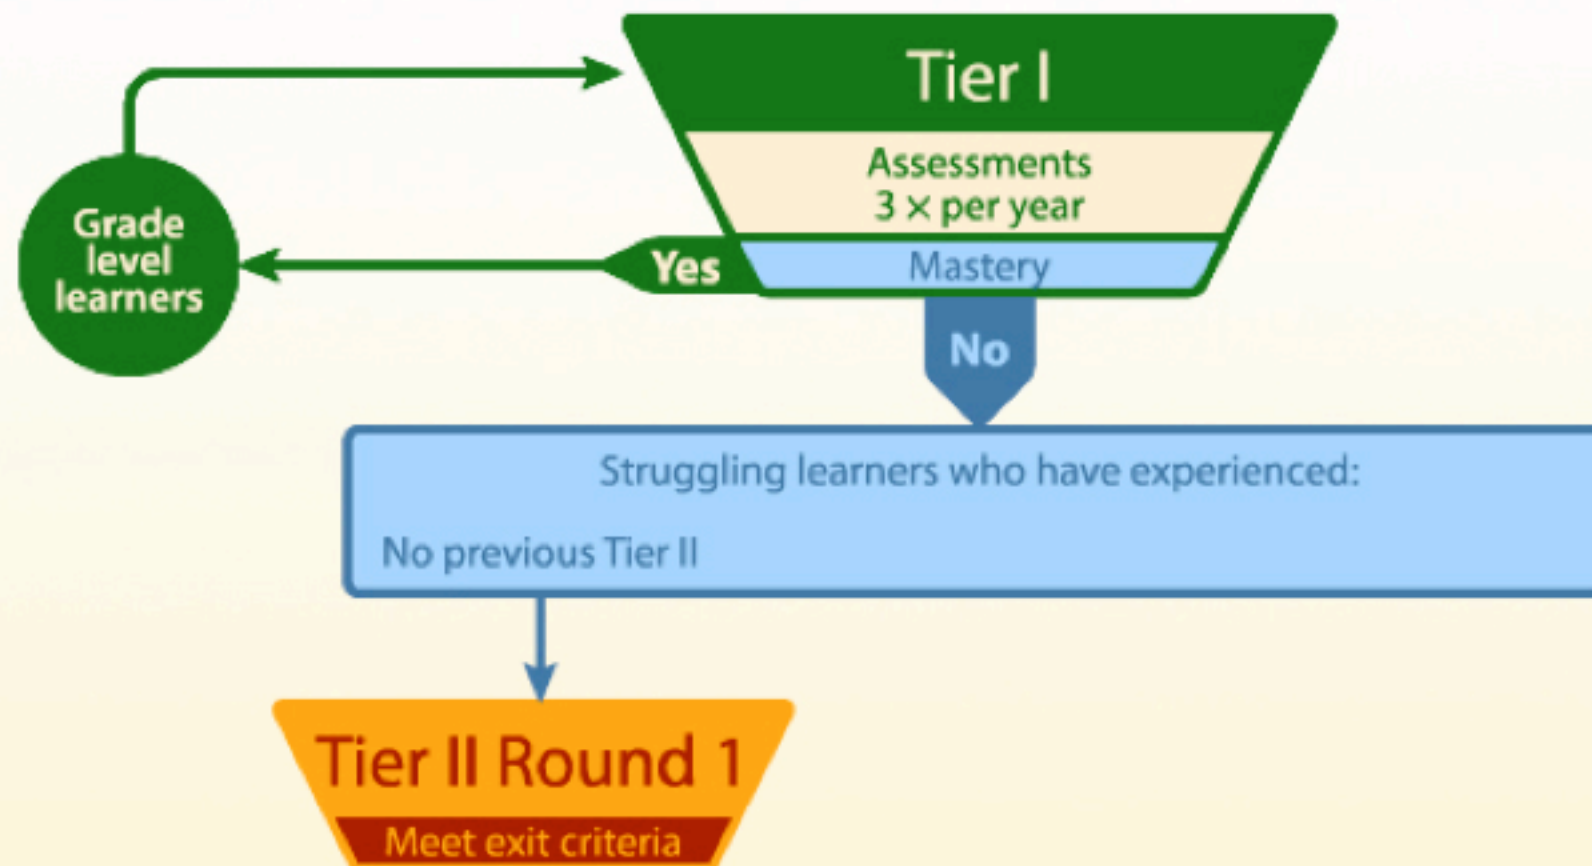 Tier I
Assessments
3 × per year
Grade
level
learners
Yes
Mastery
No
Struggling learners who have experienced:
No previous Tier II
Tier II Round 1
Meet exit criteria